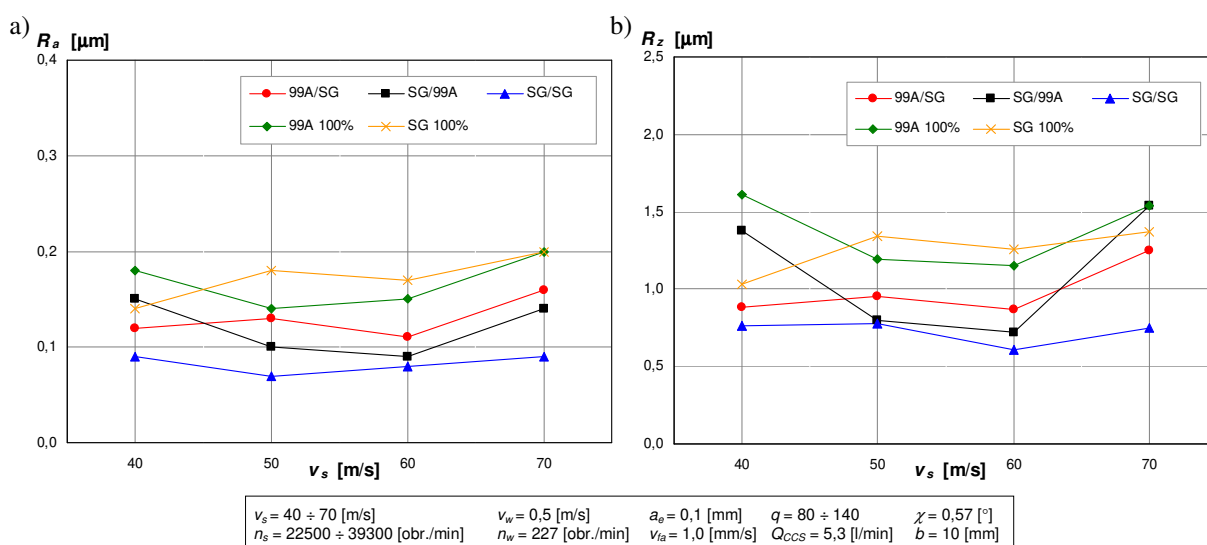 a)
R a [µm]
0,4
0,3
0,2
0,1
0,0
99A/SG SG/99A SG/SG
99A 100% SG 100%
40 50 60 70
v s [m/s]
b)
R z [µm]
2,5
2,0
1,5
1,0
0,5
0,0
99A/SG SG/99A SG/SG
99A 100% SG 100%
40 50 60 70
v s [m/s]
vs = 40 ÷ 70 [m/s] vw = 0,5 [m/s] ae = 0,1 [mm] q = 80 ÷ 140 χ = 0,57 [°]
ns = 22500 ÷ 39300 [obr./min] nw = 227 [obr./min] vfa = 1,0 [mm/s] QCCS = 5,3 [l/min] b = 10 [mm]